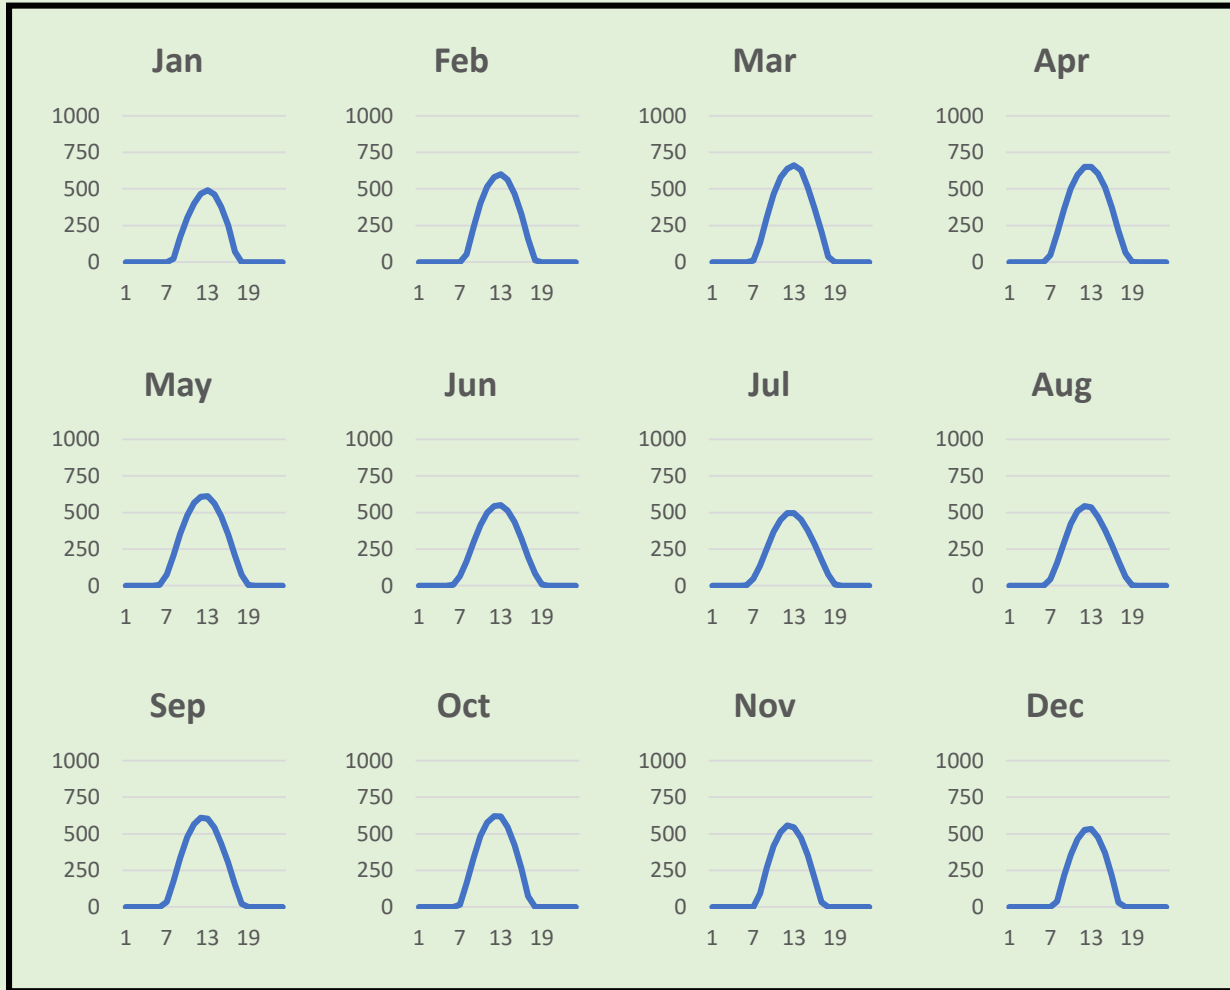 Jan Feb Mar Apr
1000 1000 1000 1000
750 750 750 750
500 500 500 500
250 250 250 250
0 0 0 0
1 7 13 19 1 7 13 19 1 7 13 19 1 7 13 19
May Jun Jul Aug
1000 1000 1000 1000
750 750 750 750
500 500 500 500
250 250 250 250
0 0 0 0
1 7 13 19 1 7 13 19 1 7 13 19 1 7 13 19
Sep Oct Nov Dec
1000 1000 1000 1000
750 750 750 750
500 500 500 500
250 250 250 250
0 0 0 0
1 7 13 19 1 7 13 19 1 7 13 19 1 7 13 19